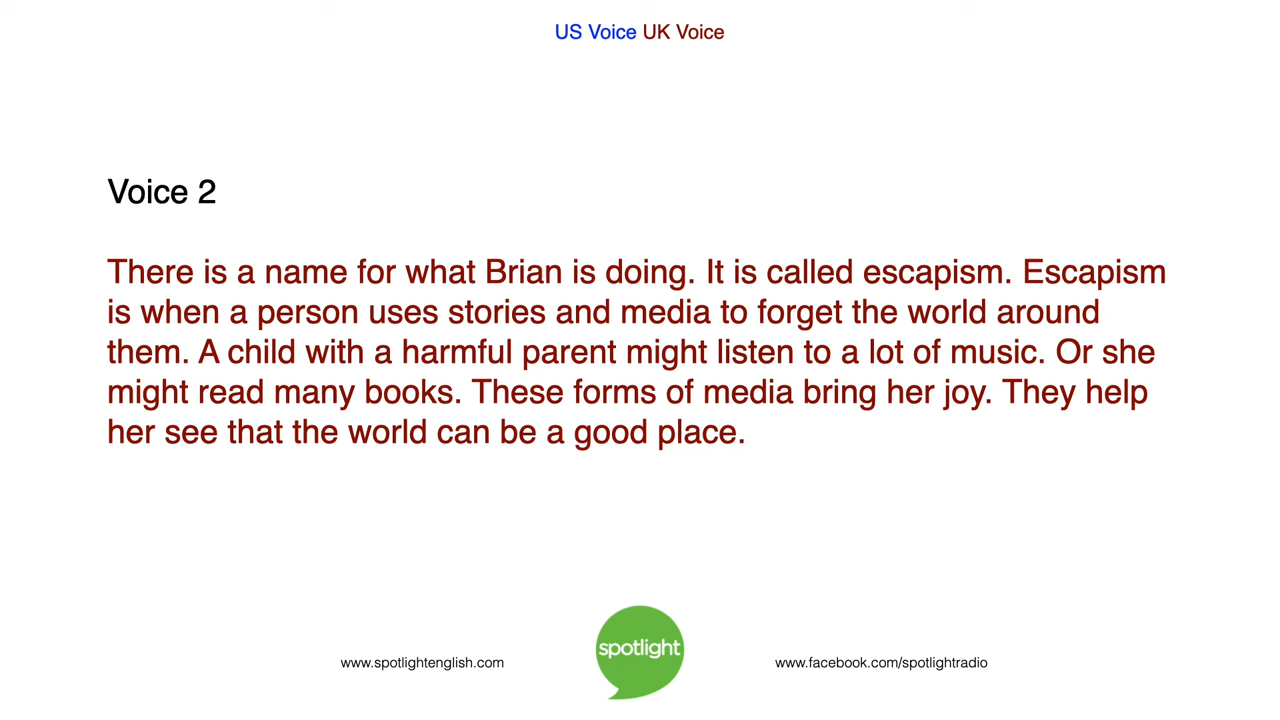 US Voice UK Voice
Voice 2
There is a name for what Brian is doing. It is called escapism. Escapism
is when a person uses stories and media to forget the world around
them. A child with a harmful parent might listen to a lot of music. Or she
might read many books. These forms of media bring her joy. They help
her see that the world can be a good place.
www.spotlightenglish.com
spotlight
www.facebook.com/spotlightradio